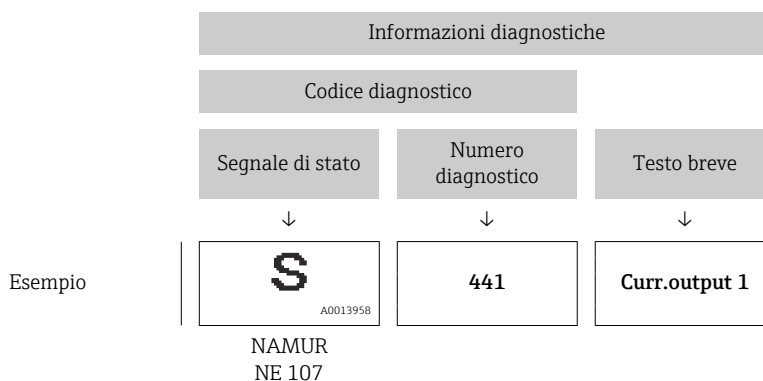 Informazioni diagnostiche
Codice diagnostico
Segnale di stato
Numero
diagnostico
Testo breve
↓ ↓ ↓
Esempio
S
A0013958
441
Curr.output 1
NAMUR
NE 107